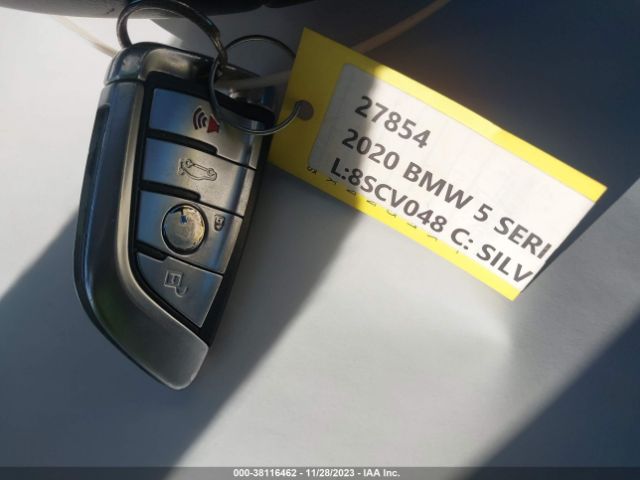 27854
2020 BMW 5 SERI
L:8SCV048 C: SILV
000-38116462 - 11/28/2023 - IAA Inc.